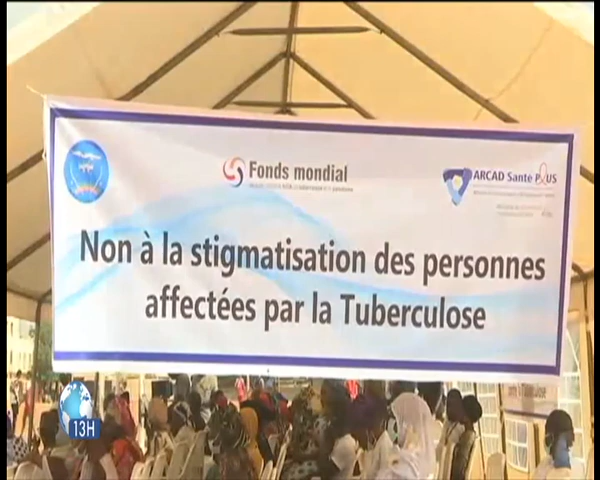 Fonds mondial
ARCAD Santé PLUS
Non à la stigmatisation des personnes
affectées par la Tuberculose
13H